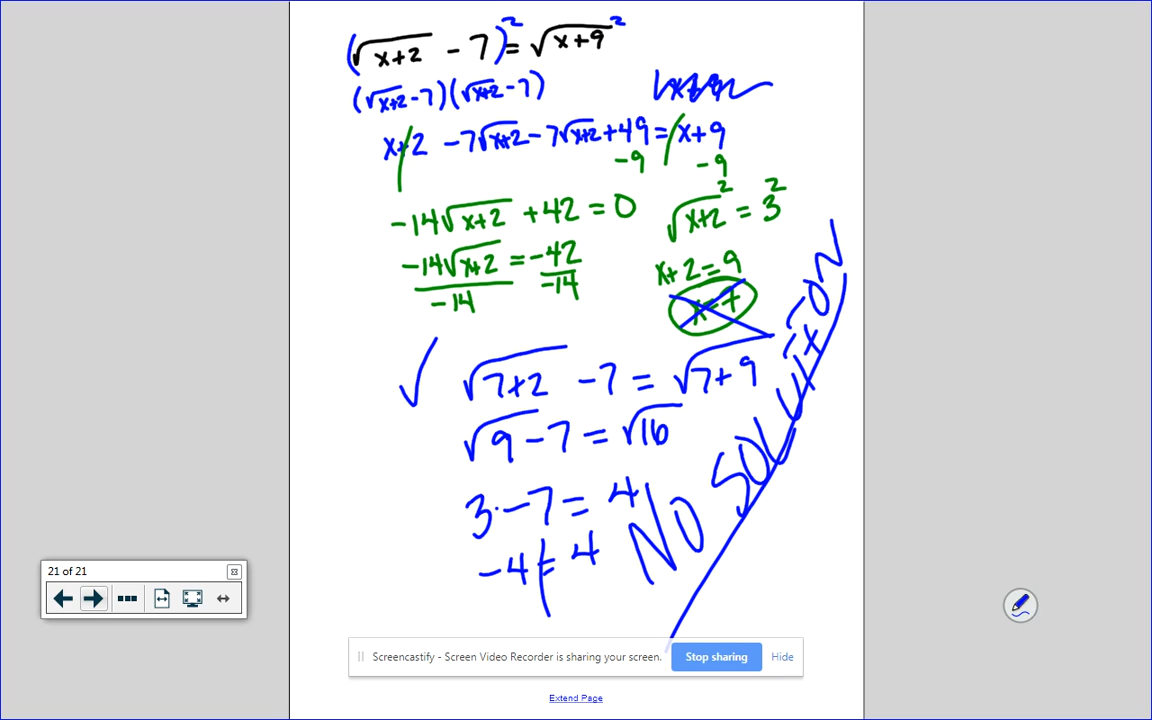 (√x+2 - 7)² = √x+9²
(√x+2 - 7)(√x+2 - 7)
x+2 - 7√x+2 - 7√x+2 + 49 = x+9
-9 -9
-14√x+2 + 42 = 0
-14√x+2 = -42
-14 -14
√x+2² = 3²
x+2 = 9
x=7
√ √7+2 - 7 = √7+9
√9 - 7 = √16
3 - 7 = 4
-4 ≠ 4
NO SOLUTION
21 of 21
Screencastify - Screen Video Recorder is sharing your screen. Stop sharing Hide
Extend Page